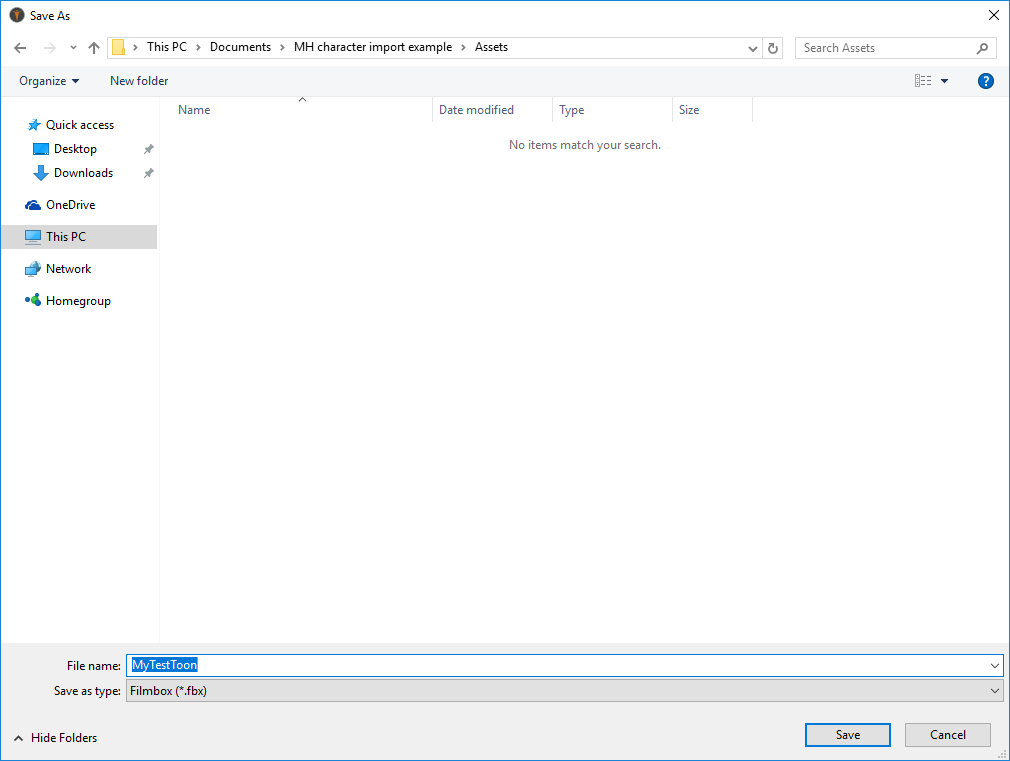 Save As
This PC > Documents > MH character import example > Assets
Search Assets
Organize
New folder
?
Name
Date modified
Type
Size
No items match your search.
Quick access
Desktop
Downloads
OneDrive
This PC
Network
Homegroup
File name: MyTestToon
Save as type: Filmbox (*.fbx)
Hide Folders
Save
Cancel